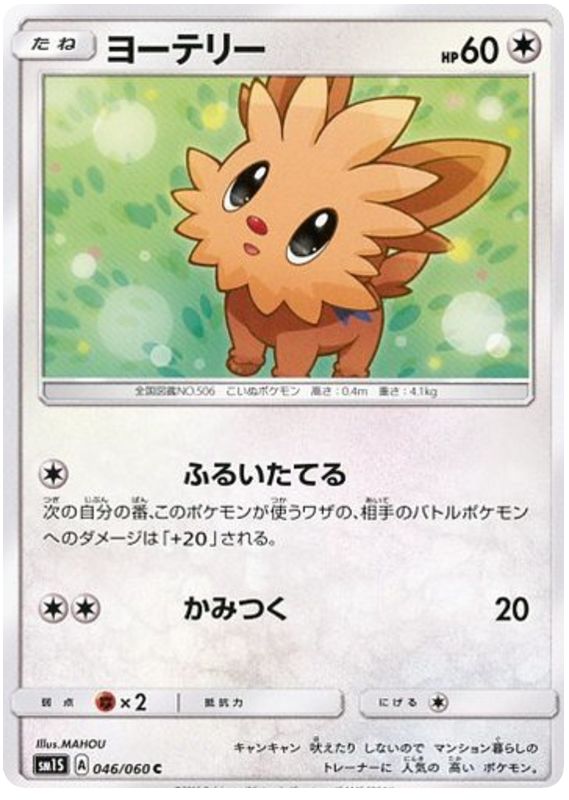 たね ヨーテリー HP60
全国図鑑NO.506 こいぬポケモン 高さ:0.4m 重さ:4.1kg
ふるいたてる
次の自分の番、このポケモンが使うワザの、相手のバトルポケモン
へのダメージは「+20」される。
かみつく 20
弱点 ×2 抵抗力 にげる
Illus.MAHOU
SM1S A 046/060 C
キャンキャン 吠えたり しないので マンション暮らしの
トレーナーに 人気の 高い ポケモン。